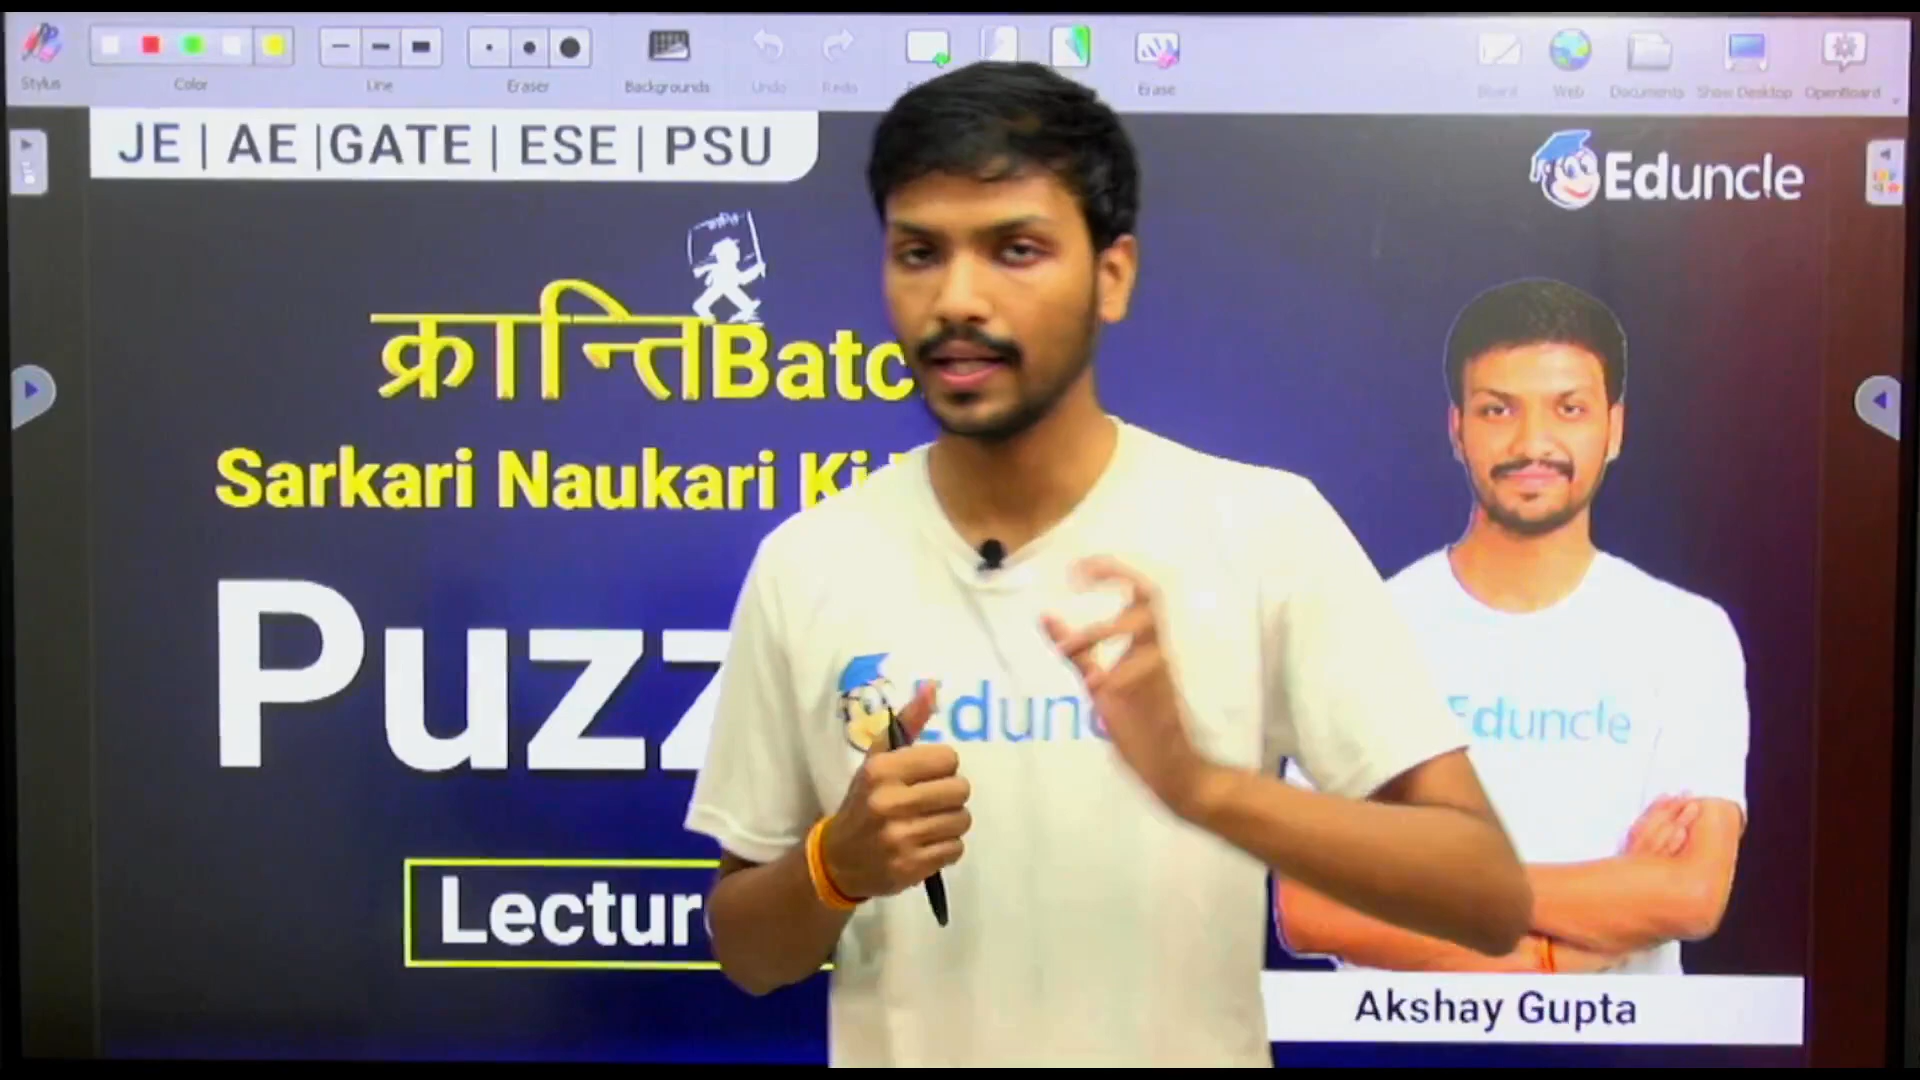 Stylus
Color
Line
Eraser
Backgrounds
Undo
Redo
Erase
Board
Web
Documents
Show Desktop
OpenBoard
JE | AE |GATE | ESE | PSU
Eduncle
क्रान्तिBatc
Sarkari Naukari Ki
Puzz
Eduncle
Lectur
Akshay Gupta